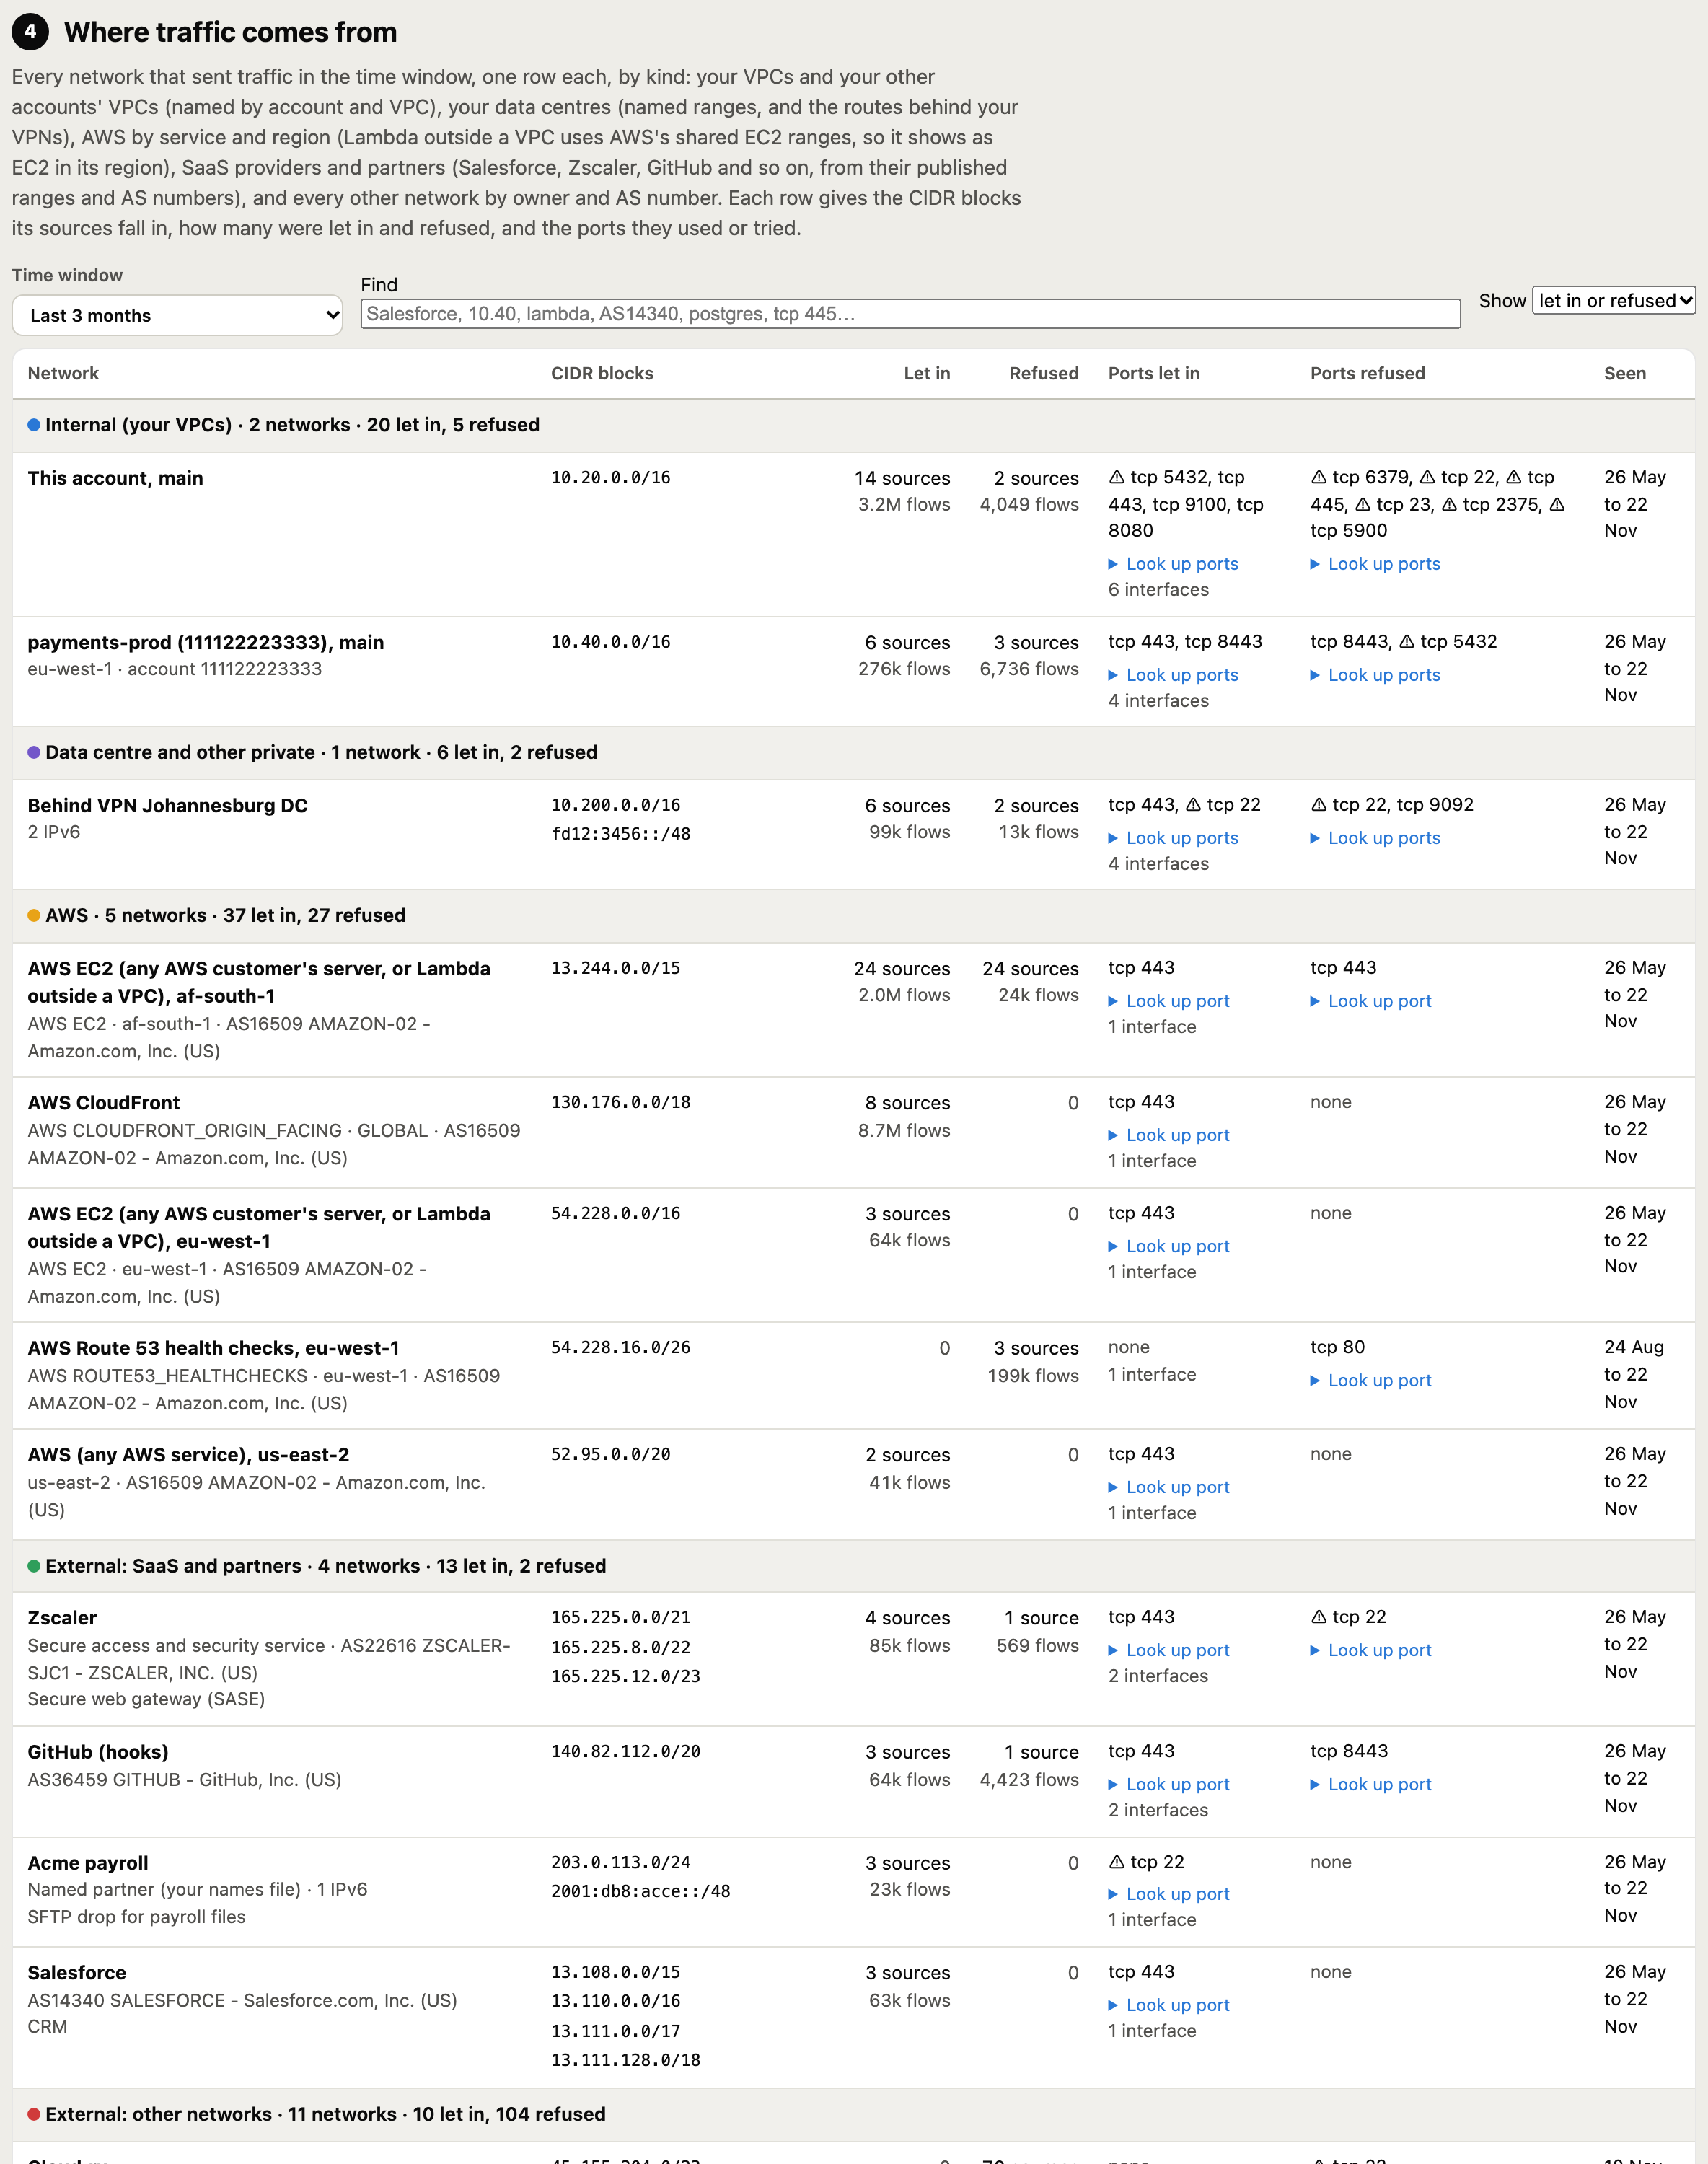 4 Where traffic comes from
Every network that sent traffic in the time window, one row each, by kind: your VPCs and your other
accounts' VPCs (named by account and VPC), your data centres (named ranges, and the routes behind your
VPNs), AWS by service and region (Lambda outside a VPC uses AWS's shared EC2 ranges, so it shows as
EC2 in its region), SaaS providers and partners (Salesforce, Zscaler, GitHub and so on, from their published
ranges and AS numbers), and every other network by owner and AS number. Each row gives the CIDR blocks
its sources fall in, how many were let in and refused, and the ports they used or tried.
Time window
Last 3 months
Find
Salesforce, 10.40, lambda, AS14340, postgres, tcp 445…
Show let in or refused
Network CIDR blocks Let in Refused Ports let in Ports refused Seen
Internal (your VPCs) · 2 networks · 20 let in, 5 refused
This account, main 10.20.0.0/16 14 sources 2 sources ⚠ tcp 5432, tcp ⚠ tcp 6379, ⚠ tcp 22, ⚠ tcp 26 May
3.2M flows 4,049 flows 443, tcp 9100, tcp 445, ⚠ tcp 23, ⚠ tcp 2375, ⚠ to 22
8080 tcp 5900 Nov
▶ Look up ports ▶ Look up ports
6 interfaces
payments-prod (111122223333), main 10.40.0.0/16 6 sources 3 sources tcp 443, tcp 8443 tcp 8443, ⚠ tcp 5432 26 May
eu-west-1 · account 111122223333 276k flows 6,736 flows ▶ Look up ports ▶ Look up ports to 22
4 interfaces Nov
Data centre and other private · 1 network · 6 let in, 2 refused
Behind VPN Johannesburg DC 10.200.0.0/16 6 sources 2 sources tcp 443, ⚠ tcp 22 ⚠ tcp 22, tcp 9092 26 May
2 IPv6 fd12:3456::/48 99k flows 13k flows ▶ Look up ports ▶ Look up ports to 22
4 interfaces Nov
AWS · 5 networks · 37 let in, 27 refused
AWS EC2 (any AWS customer's server, or Lambda 13.244.0.0/15 24 sources 24 sources tcp 443 tcp 443 26 May
outside a VPC), af-south-1 2.0M flows 24k flows ▶ Look up port ▶ Look up port to 22
AWS EC2 · af-south-1 · AS16509 AMAZON-02 - 1 interface Nov
Amazon.com, Inc. (US)
AWS CloudFront 130.176.0.0/18 8 sources 0 tcp 443 none 26 May
AWS CLOUDFRONT_ORIGIN_FACING · GLOBAL · AS16509 8.7M flows ▶ Look up port to 22
AMAZON-02 - Amazon.com, Inc. (US) 1 interface Nov
AWS EC2 (any AWS customer's server, or Lambda 54.228.0.0/16 3 sources 0 tcp 443 none 26 May
outside a VPC), eu-west-1 64k flows ▶ Look up port to 22
AWS EC2 · eu-west-1 · AS16509 AMAZON-02 - 1 interface Nov
Amazon.com, Inc. (US)
AWS Route 53 health checks, eu-west-1 54.228.16.0/26 0 3 sources none tcp 80 24 Aug
AWS ROUTE53_HEALTHCHECKS · eu-west-1 · AS16509 199k flows 1 interface ▶ Look up port to 22
AMAZON-02 - Amazon.com, Inc. (US) Nov
AWS (any AWS service), us-east-2 52.95.0.0/20 2 sources 0 tcp 443 none 26 May
us-east-2 · AS16509 AMAZON-02 - Amazon.com, Inc. 41k flows ▶ Look up port to 22
(US) 1 interface Nov
External: SaaS and partners · 4 networks · 13 let in, 2 refused
Zscaler 165.225.0.0/21 4 sources 1 source tcp 443 ⚠ tcp 22 26 May
Secure access and security service · AS22616 ZSCALER- 165.225.8.0/22 85k flows 569 flows ▶ Look up port ▶ Look up port to 22
SJC1 - ZSCALER, INC. (US) 165.225.12.0/23 2 interfaces Nov
Secure web gateway (SASE)
GitHub (hooks) 140.82.112.0/20 3 sources 1 source tcp 443 tcp 8443 26 May
AS36459 GITHUB - GitHub, Inc. (US) 64k flows 4,423 flows ▶ Look up port ▶ Look up port to 22
2 interfaces Nov
Acme payroll 203.0.113.0/24 3 sources 0 ⚠ tcp 22 none 26 May
Named partner (your names file) · 1 IPv6 2001:db8:acce::/48 23k flows ▶ Look up port to 22
SFTP drop for payroll files 1 interface Nov
Salesforce 13.108.0.0/15 3 sources 0 tcp 443 none 26 May
AS14340 SALESFORCE - Salesforce.com, Inc. (US) 13.110.0.0/16 63k flows ▶ Look up port to 22
CRM 13.111.0.0/17 1 interface Nov
13.111.128.0/18
External: other networks · 11 networks · 10 let in, 104 refused